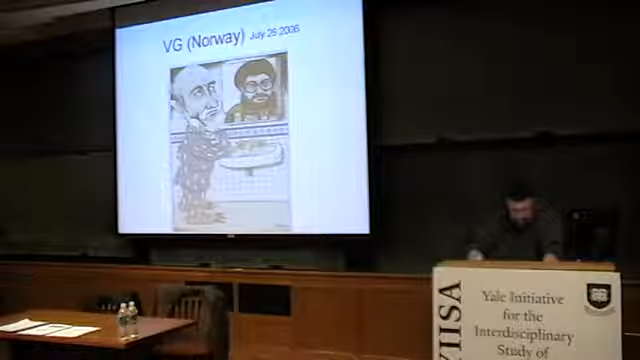 VG (Norway) July 26 2006
YIISA
Yale Initiative
for the
Interdisciplinary
Study of